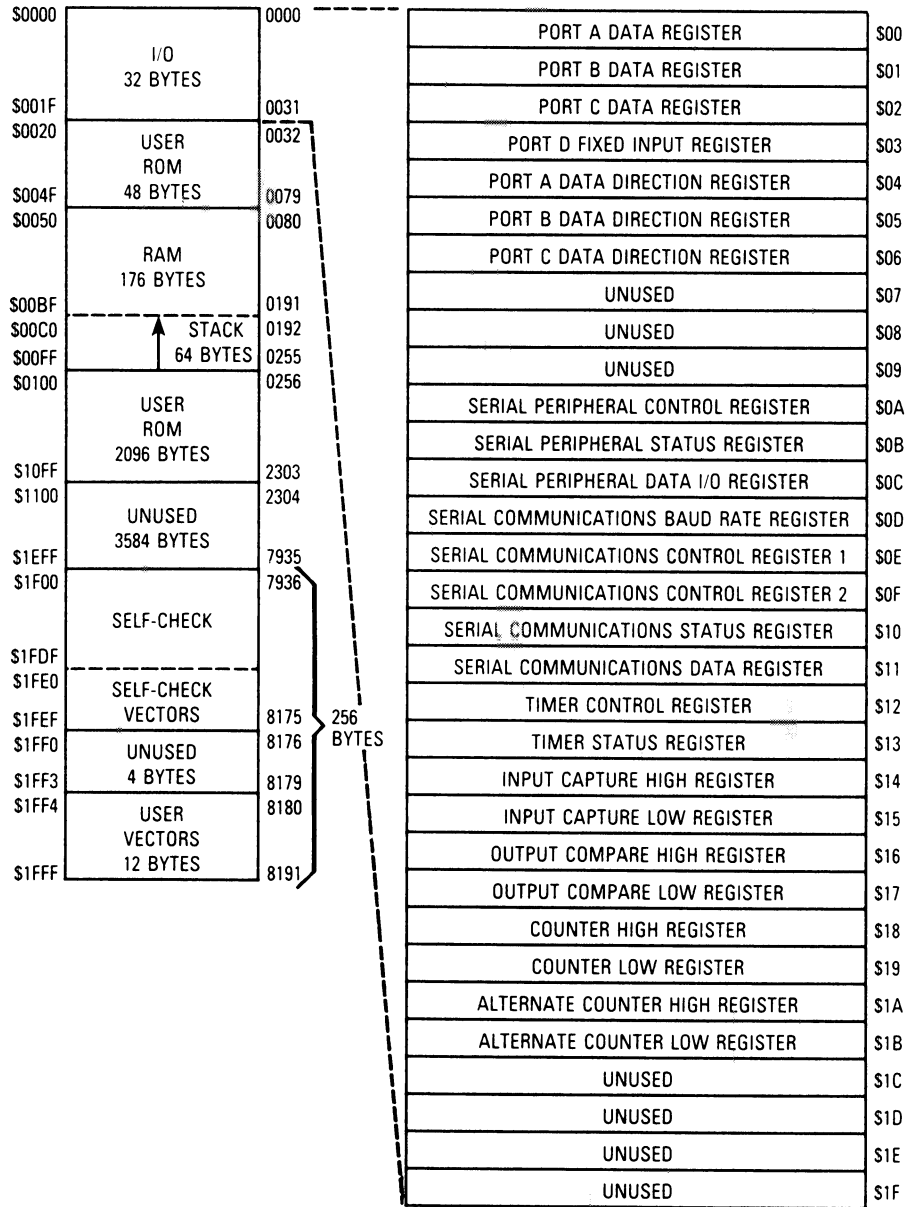 $0000
0000
I/O
32 BYTES
$001F
0031
$0020
0032
USER
ROM
48 BYTES
$004F
0079
$0050
0080
RAM
176 BYTES
$00BF
0191
$00C0
STACK
0192
64 BYTES
$00FF
0255
$0100
0256
USER
ROM
2096 BYTES
$10FF
2303
$1100
2304
UNUSED
3584 BYTES
$1EFF
7935
$1F00
7936
SELF-CHECK
$1FDF
$1FE0
SELF-CHECK
VECTORS
$1FEF
8175
$1FF0
8176
UNUSED
4 BYTES
$1FF3
8179
$1FF4
8180
USER
VECTORS
12 BYTES
$1FFF
8191
256
BYTES
PORT A DATA REGISTER $00
PORT B DATA REGISTER $01
PORT C DATA REGISTER $02
PORT D FIXED INPUT REGISTER $03
PORT A DATA DIRECTION REGISTER $04
PORT B DATA DIRECTION REGISTER $05
PORT C DATA DIRECTION REGISTER $06
UNUSED $07
UNUSED $08
UNUSED $09
SERIAL PERIPHERAL CONTROL REGISTER $0A
SERIAL PERIPHERAL STATUS REGISTER $0B
SERIAL PERIPHERAL DATA I/O REGISTER $0C
SERIAL COMMUNICATIONS BAUD RATE REGISTER $0D
SERIAL COMMUNICATIONS CONTROL REGISTER 1 $0E
SERIAL COMMUNICATIONS CONTROL REGISTER 2 $0F
SERIAL COMMUNICATIONS STATUS REGISTER $10
SERIAL COMMUNICATIONS DATA REGISTER $11
TIMER CONTROL REGISTER $12
TIMER STATUS REGISTER $13
INPUT CAPTURE HIGH REGISTER $14
INPUT CAPTURE LOW REGISTER $15
OUTPUT COMPARE HIGH REGISTER $16
OUTPUT COMPARE LOW REGISTER $17
COUNTER HIGH REGISTER $18
COUNTER LOW REGISTER $19
ALTERNATE COUNTER HIGH REGISTER $1A
ALTERNATE COUNTER LOW REGISTER $1B
UNUSED $1C
UNUSED $1D
UNUSED $1E
UNUSED $1F